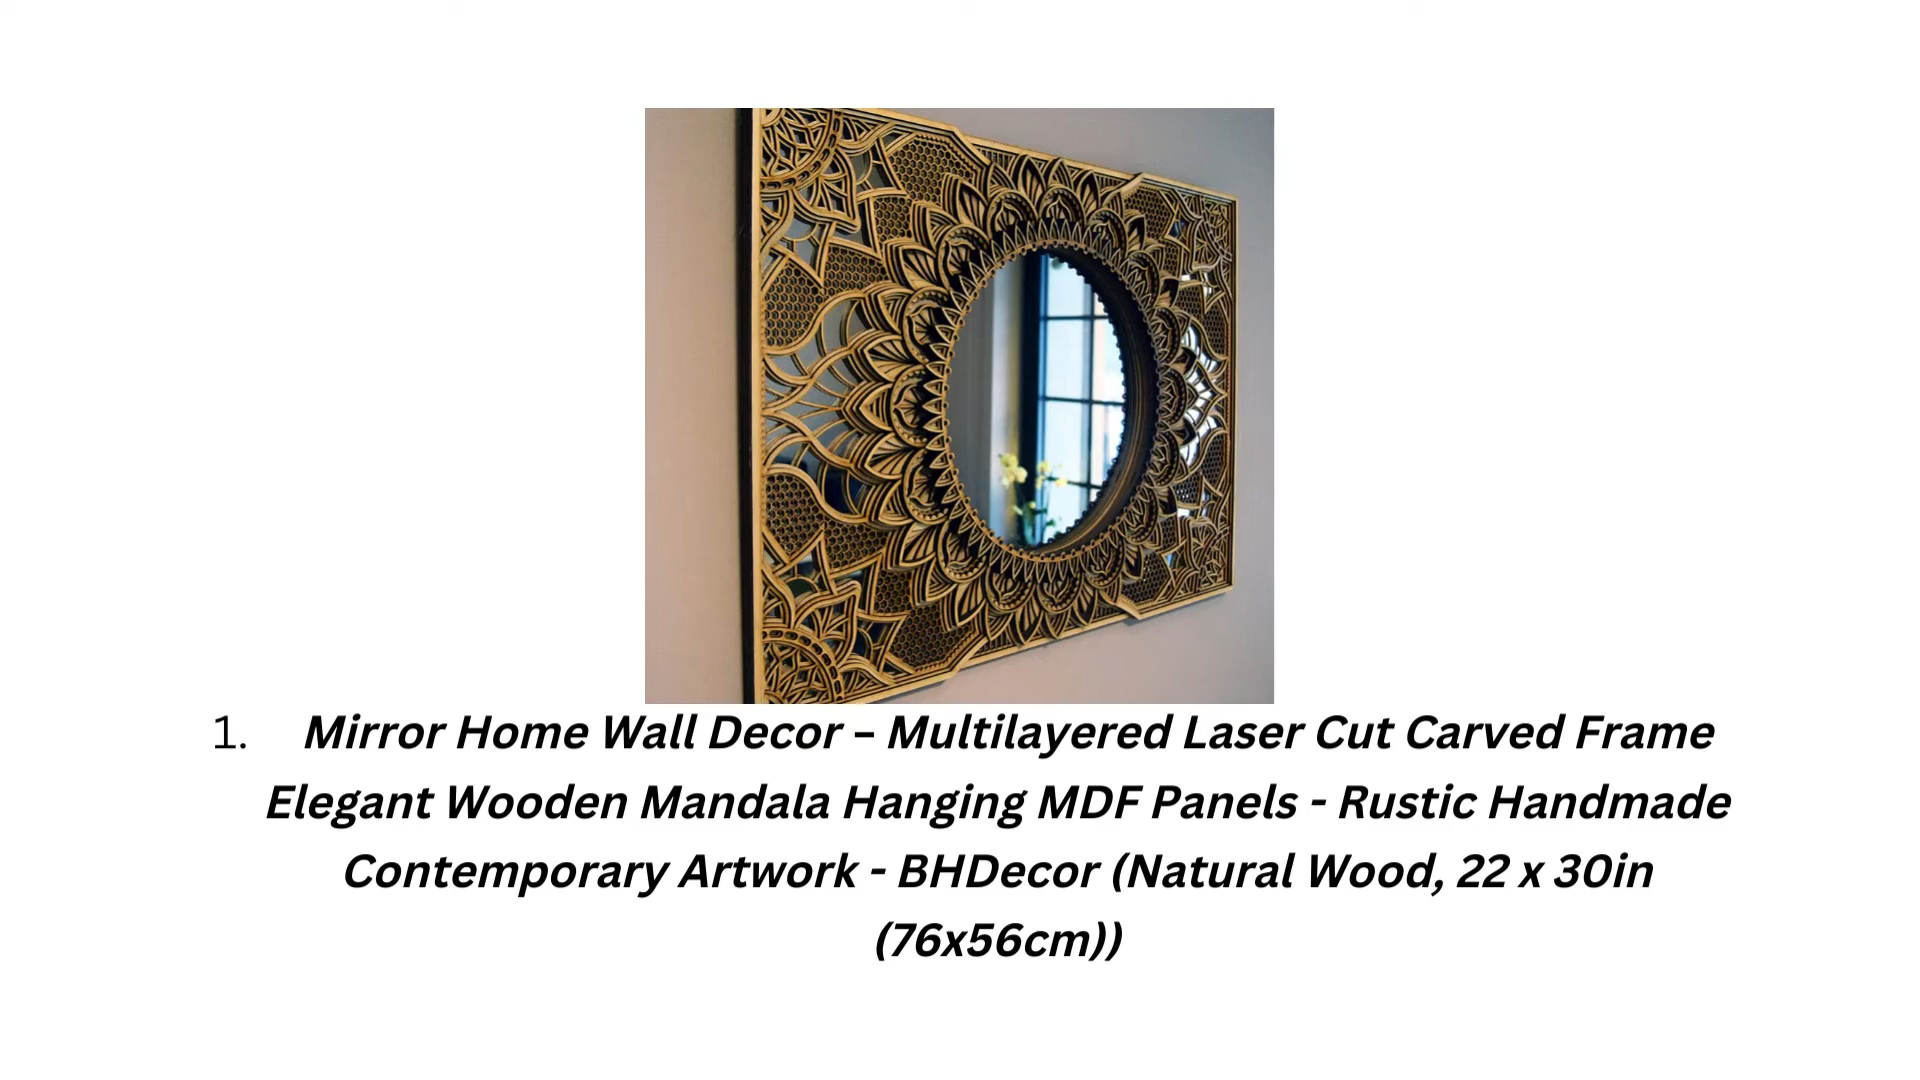 1. Mirror Home Wall Decor – Multilayered Laser Cut Carved Frame
Elegant Wooden Mandala Hanging MDF Panels - Rustic Handmade
Contemporary Artwork - BHDecor (Natural Wood, 22 x 30in
(76x56cm))